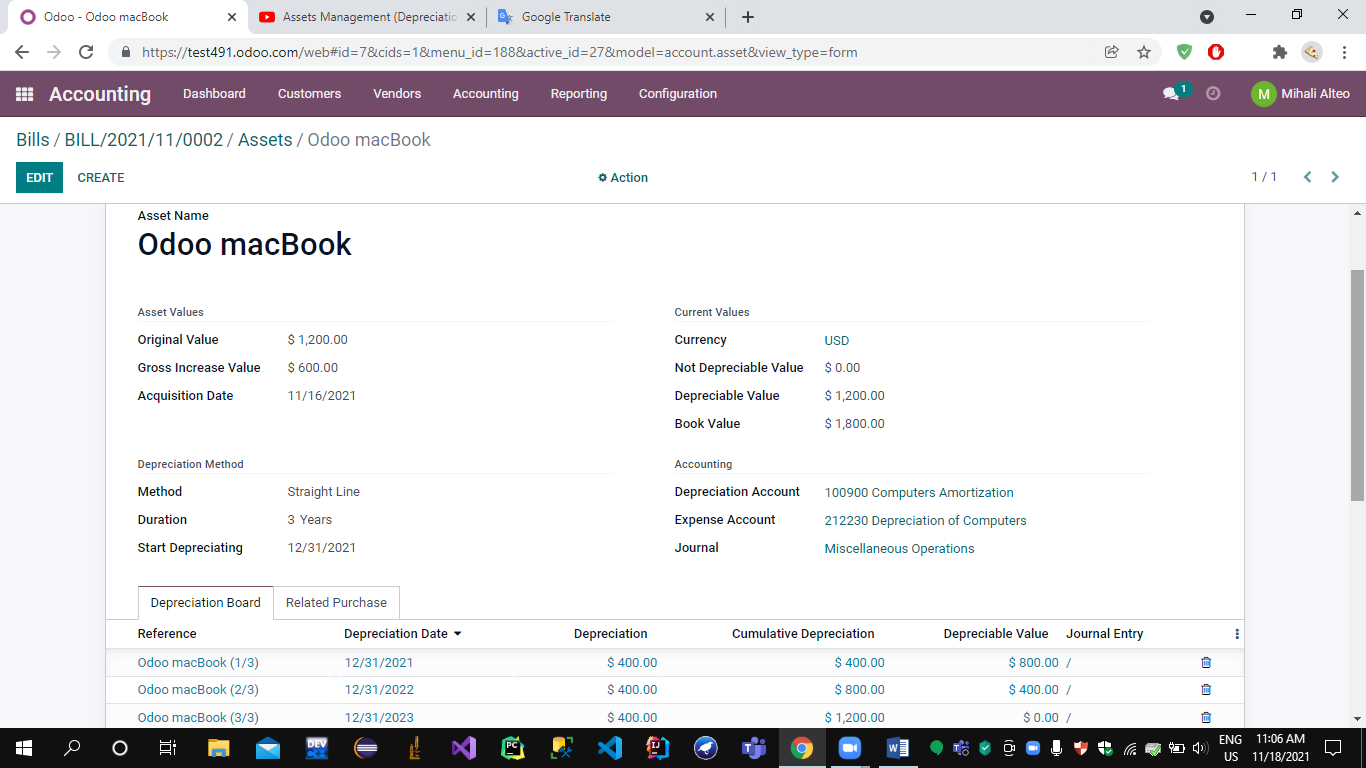 Odoo - Odoo macBook
Assets Management (Depreciatio
Google Translate
https://test491.odoo.com/web#id=7&cids=1&menu_id=188&active_id=27&model=account.asset&view_type=form
Accounting Dashboard Customers Vendors Accounting Reporting Configuration 1 M Mihali Alteo
Bills / BILL/2021/11/0002 / Assets / Odoo macBook
EDIT CREATE Action 1 / 1
Asset Name
Odoo macBook
Asset Values
Original Value $ 1,200.00
Gross Increase Value $ 600.00
Acquisition Date 11/16/2021
Current Values
Currency USD
Not Depreciable Value $ 0.00
Depreciable Value $ 1,200.00
Book Value $ 1,800.00
Depreciation Method
Method Straight Line
Duration 3 Years
Start Depreciating 12/31/2021
Accounting
Depreciation Account 100900 Computers Amortization
Expense Account 212230 Depreciation of Computers
Journal Miscellaneous Operations
Depreciation Board Related Purchase
Reference Depreciation Date Depreciation Cumulative Depreciation Depreciable Value Journal Entry
Odoo macBook (1/3) 12/31/2021 $ 400.00 $ 400.00 $ 800.00 /
Odoo macBook (2/3) 12/31/2022 $ 400.00 $ 800.00 $ 400.00 /
Odoo macBook (3/3) 12/31/2023 $ 400.00 $ 1,200.00 $ 0.00 /
DEV
PC
IJ
W
ENG
US
11:06 AM
11/18/2021